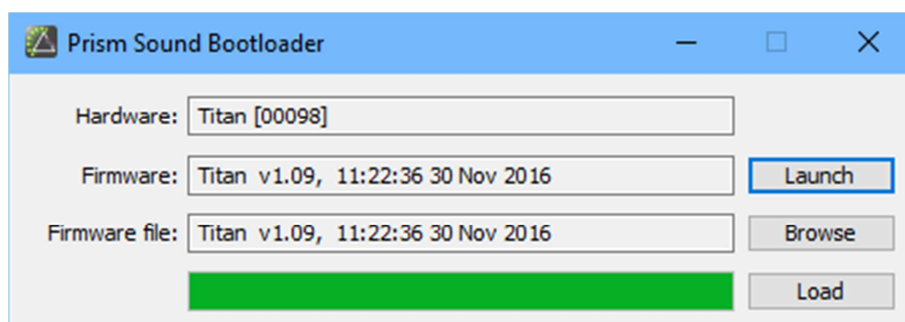 Prism Sound Bootloader
Hardware: Titan [00098]
Firmware: Titan v1.09, 11:22:36 30 Nov 2016 Launch
Firmware file: Titan v1.09, 11:22:36 30 Nov 2016 Browse
Load